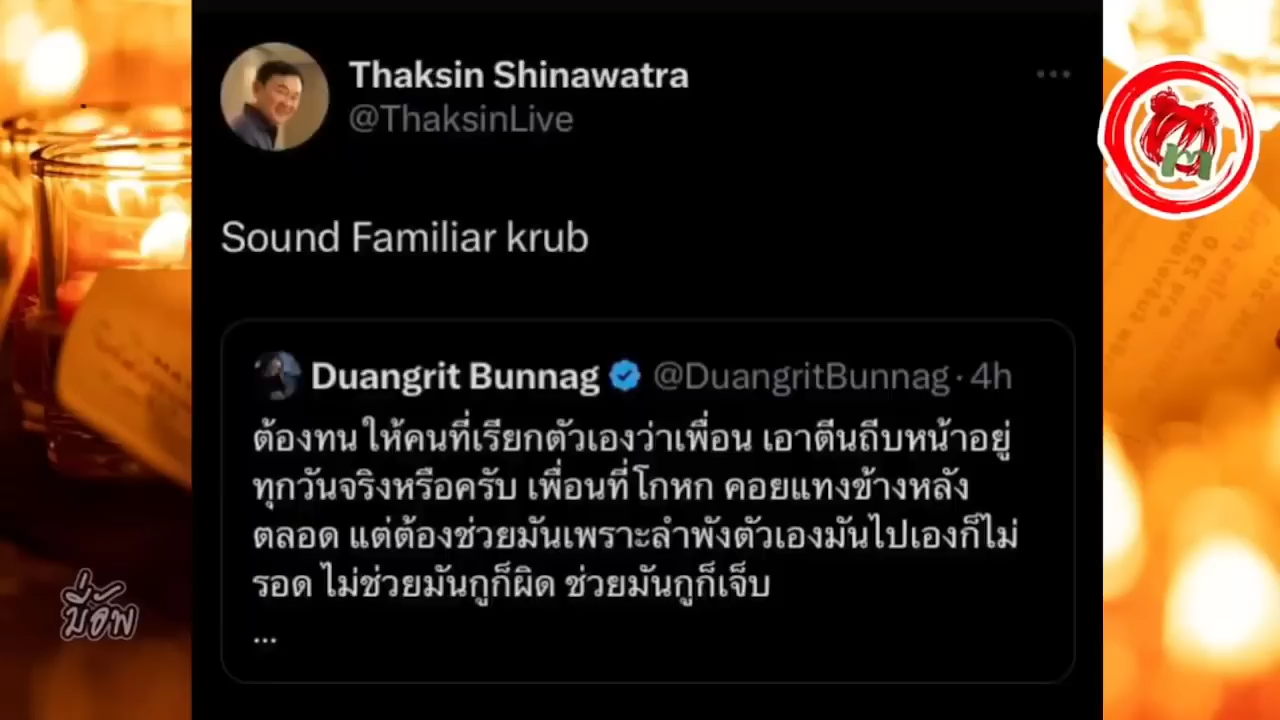 Thaksin Shinawatra
@ThaksinLive
Sound Familiar krub
Duangrit Bunnag @DuangritBunnag · 4h
ต้องทน ให้คนที่เรียกตัวเองว่าเพื่อน เอาตีนถีบหน้าอยู่
ทุกวันจริงหรือครับ เพื่อนที่โกหก คอยแทงข้างหลัง
ตลอด แต่ต้องช่วยมันเพราะลำพังตัวเองมันไปเองก็ไม่
รอด ไม่ช่วยมันกูก็ผิด ช่วยมันกูก็เจ็บ
...